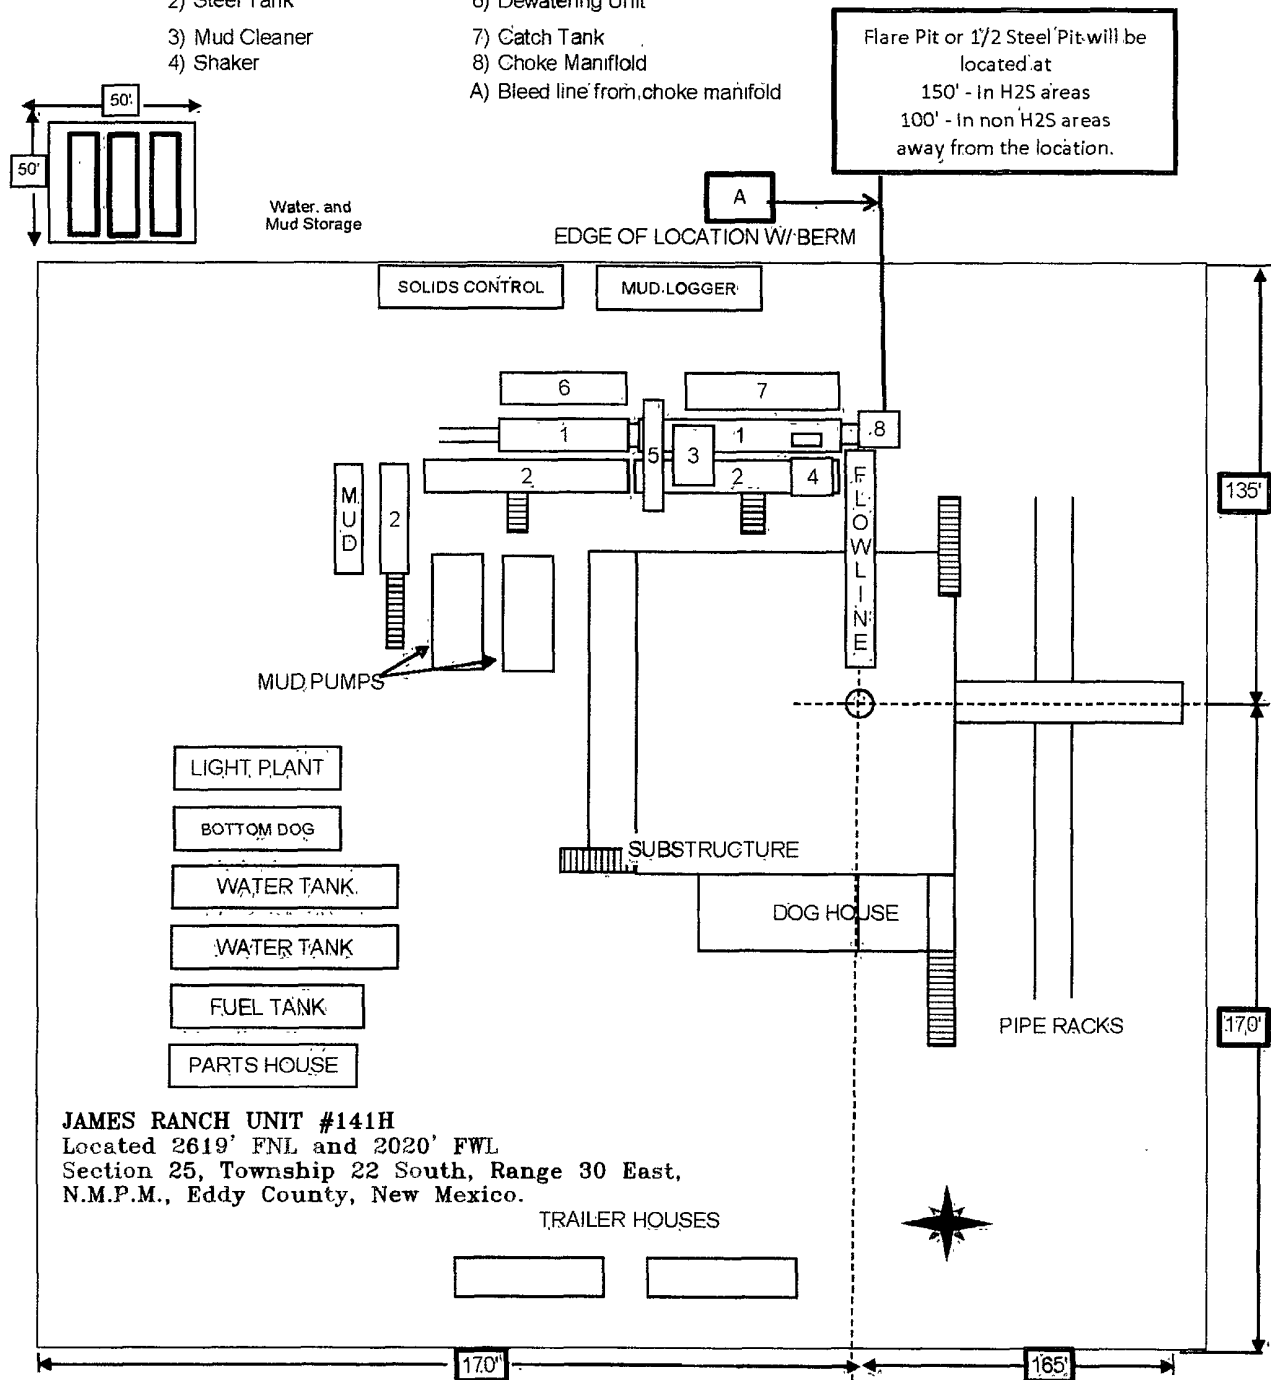 2) Steel Tank
6) Dewatering Unit
3) Mud Cleaner
7) Catch Tank
4) Shaker
8) Choke Manifold
A) Bleed line from choke manifold
Flare Pit or 1/2 Steel Pit will be
located at
150' - in H2S areas
100' - in non H2S areas
away from the location.
50'
50'
Water and
Mud Storage
A
EDGE OF LOCATION W/ BERM
SOLIDS CONTROL
MUD LOGGER
6
7
1
1
8
5
3
2
2
4
2
MUD
FLOWLINE
135'
MUD PUMPS
LIGHT PLANT
BOTTOM DOG
SUBSTRUCTURE
WATER TANK
DOG HOUSE
WATER TANK
FUEL TANK
PIPE RACKS
170'
PARTS HOUSE
JAMES RANCH UNIT #141H
Located 2619' FNL and 2020' FWL
Section 25, Township 22 South, Range 30 East,
N.M.P.M., Eddy County, New Mexico.
TRAILER HOUSES
170'
165'